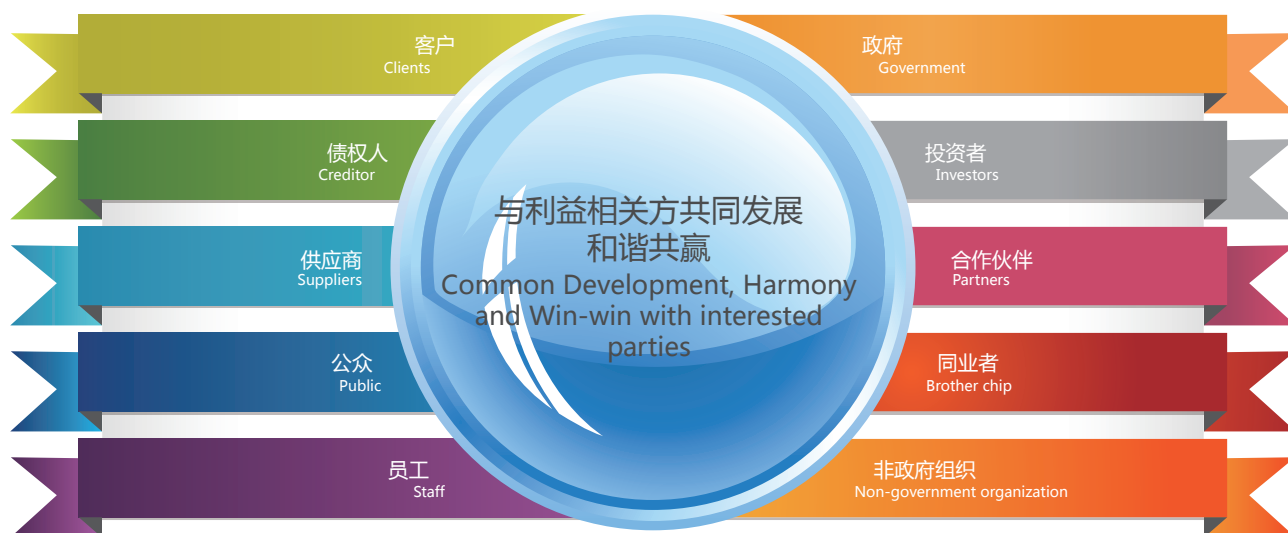 客户
Clients
政府
Government
债权人
Creditor
投资者
Investors
与利益相关方共同发展
和谐共赢
Common Development, Harmony
and Win-win with interested
parties
供应商
Suppliers
合作伙伴
Partners
公众
Public
同业者
Brother chip
员工
Staff
非政府组织
Non-government organization